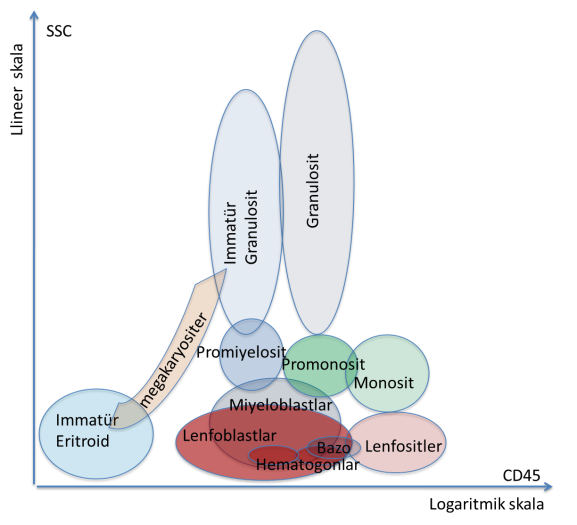 SSC
Llineer skala
Immatür
Granulosit
Granulosit
megakaryositer
Promiyelosit
Promonosit
Monosit
Miyeloblastlar
Immatür
Eritroid
Lenfoblastlar
Bazo
Lenfositler
Hematogonlar
CD45
Logaritmik skala